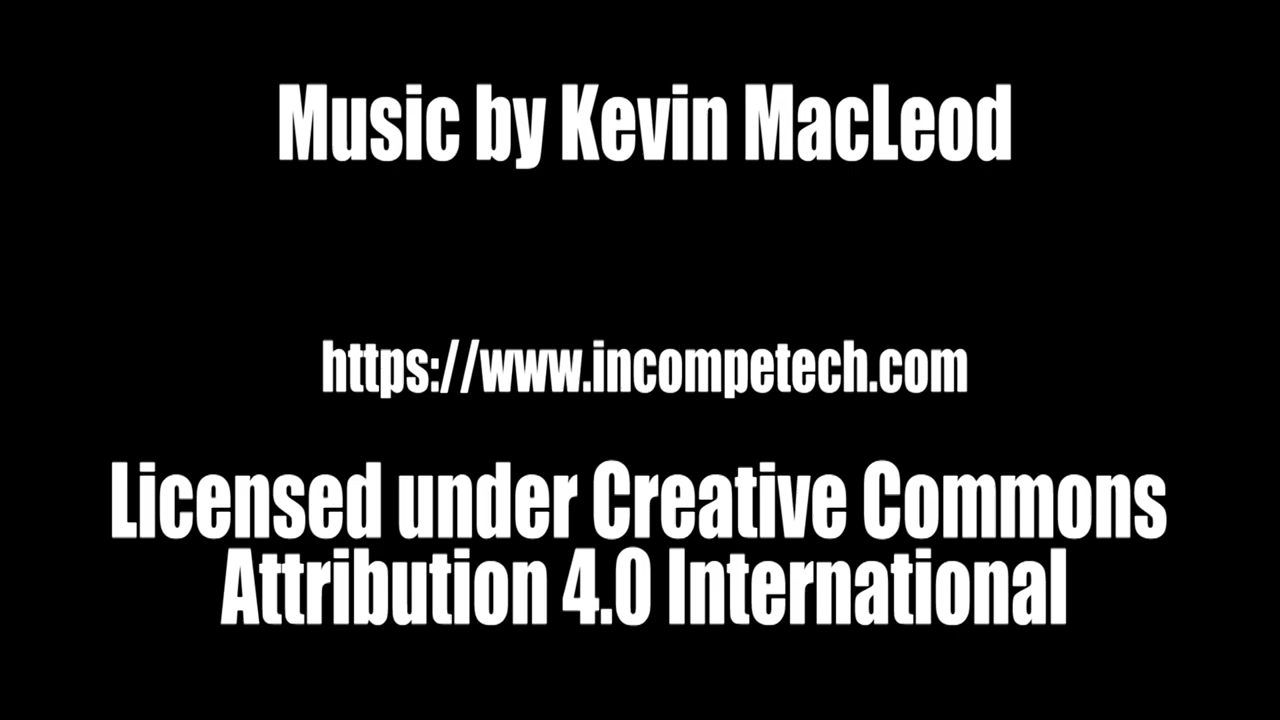 Music by Kevin MacLeod
https://www.incompetech.com
Licensed under Creative Commons
Attribution 4.0 International